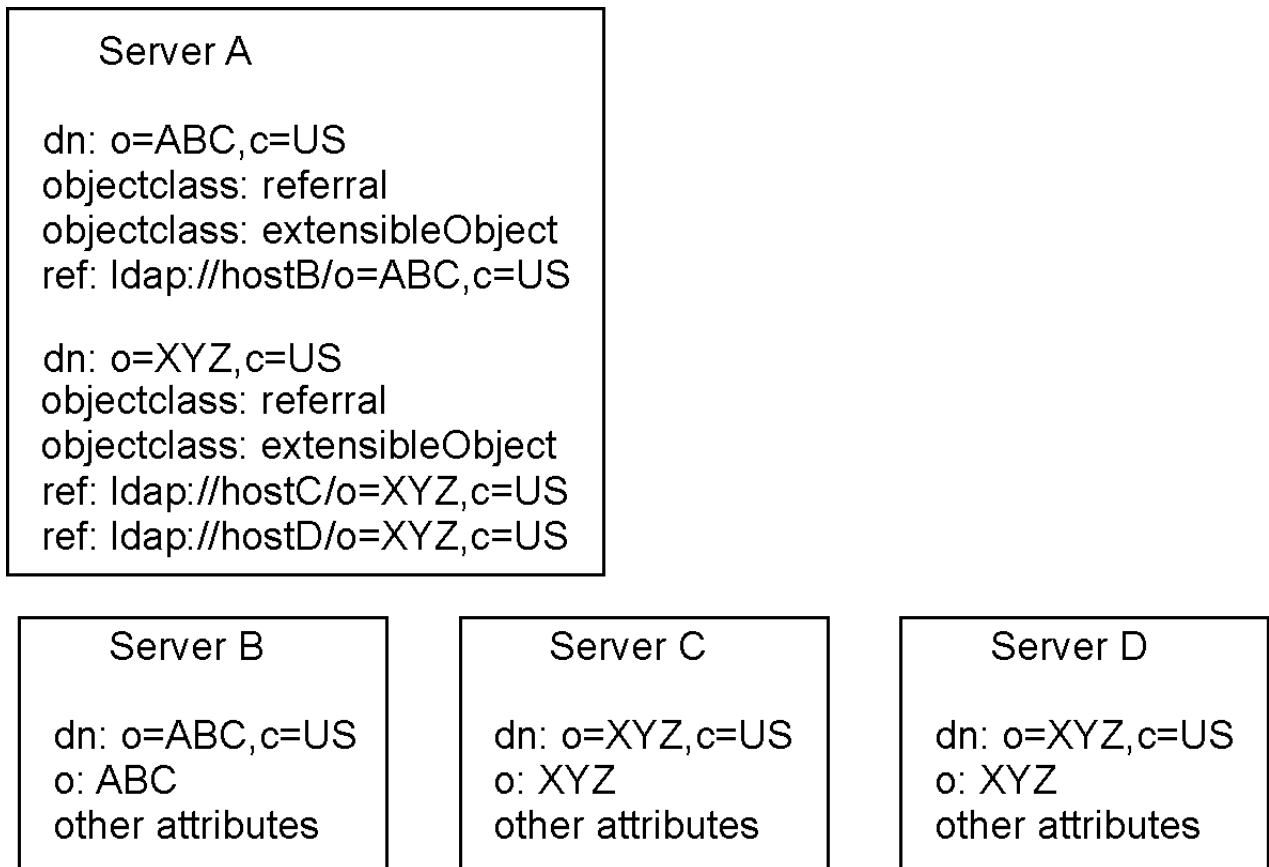 Server A
dn: o=ABC,c=US
objectclass: referral
objectclass: extensibleObject
ref: ldap://hostB/o=ABC,c=US
dn: o=XYZ,c=US
objectclass: referral
objectclass: extensibleObject
ref: ldap://hostC/o=XYZ,c=US
ref: ldap://hostD/o=XYZ,c=US
Server B
dn: o=ABC,c=US
o: ABC
other attributes
Server C
dn: o=XYZ,c=US
o: XYZ
other attributes
Server D
dn: o=XYZ,c=US
o: XYZ
other attributes